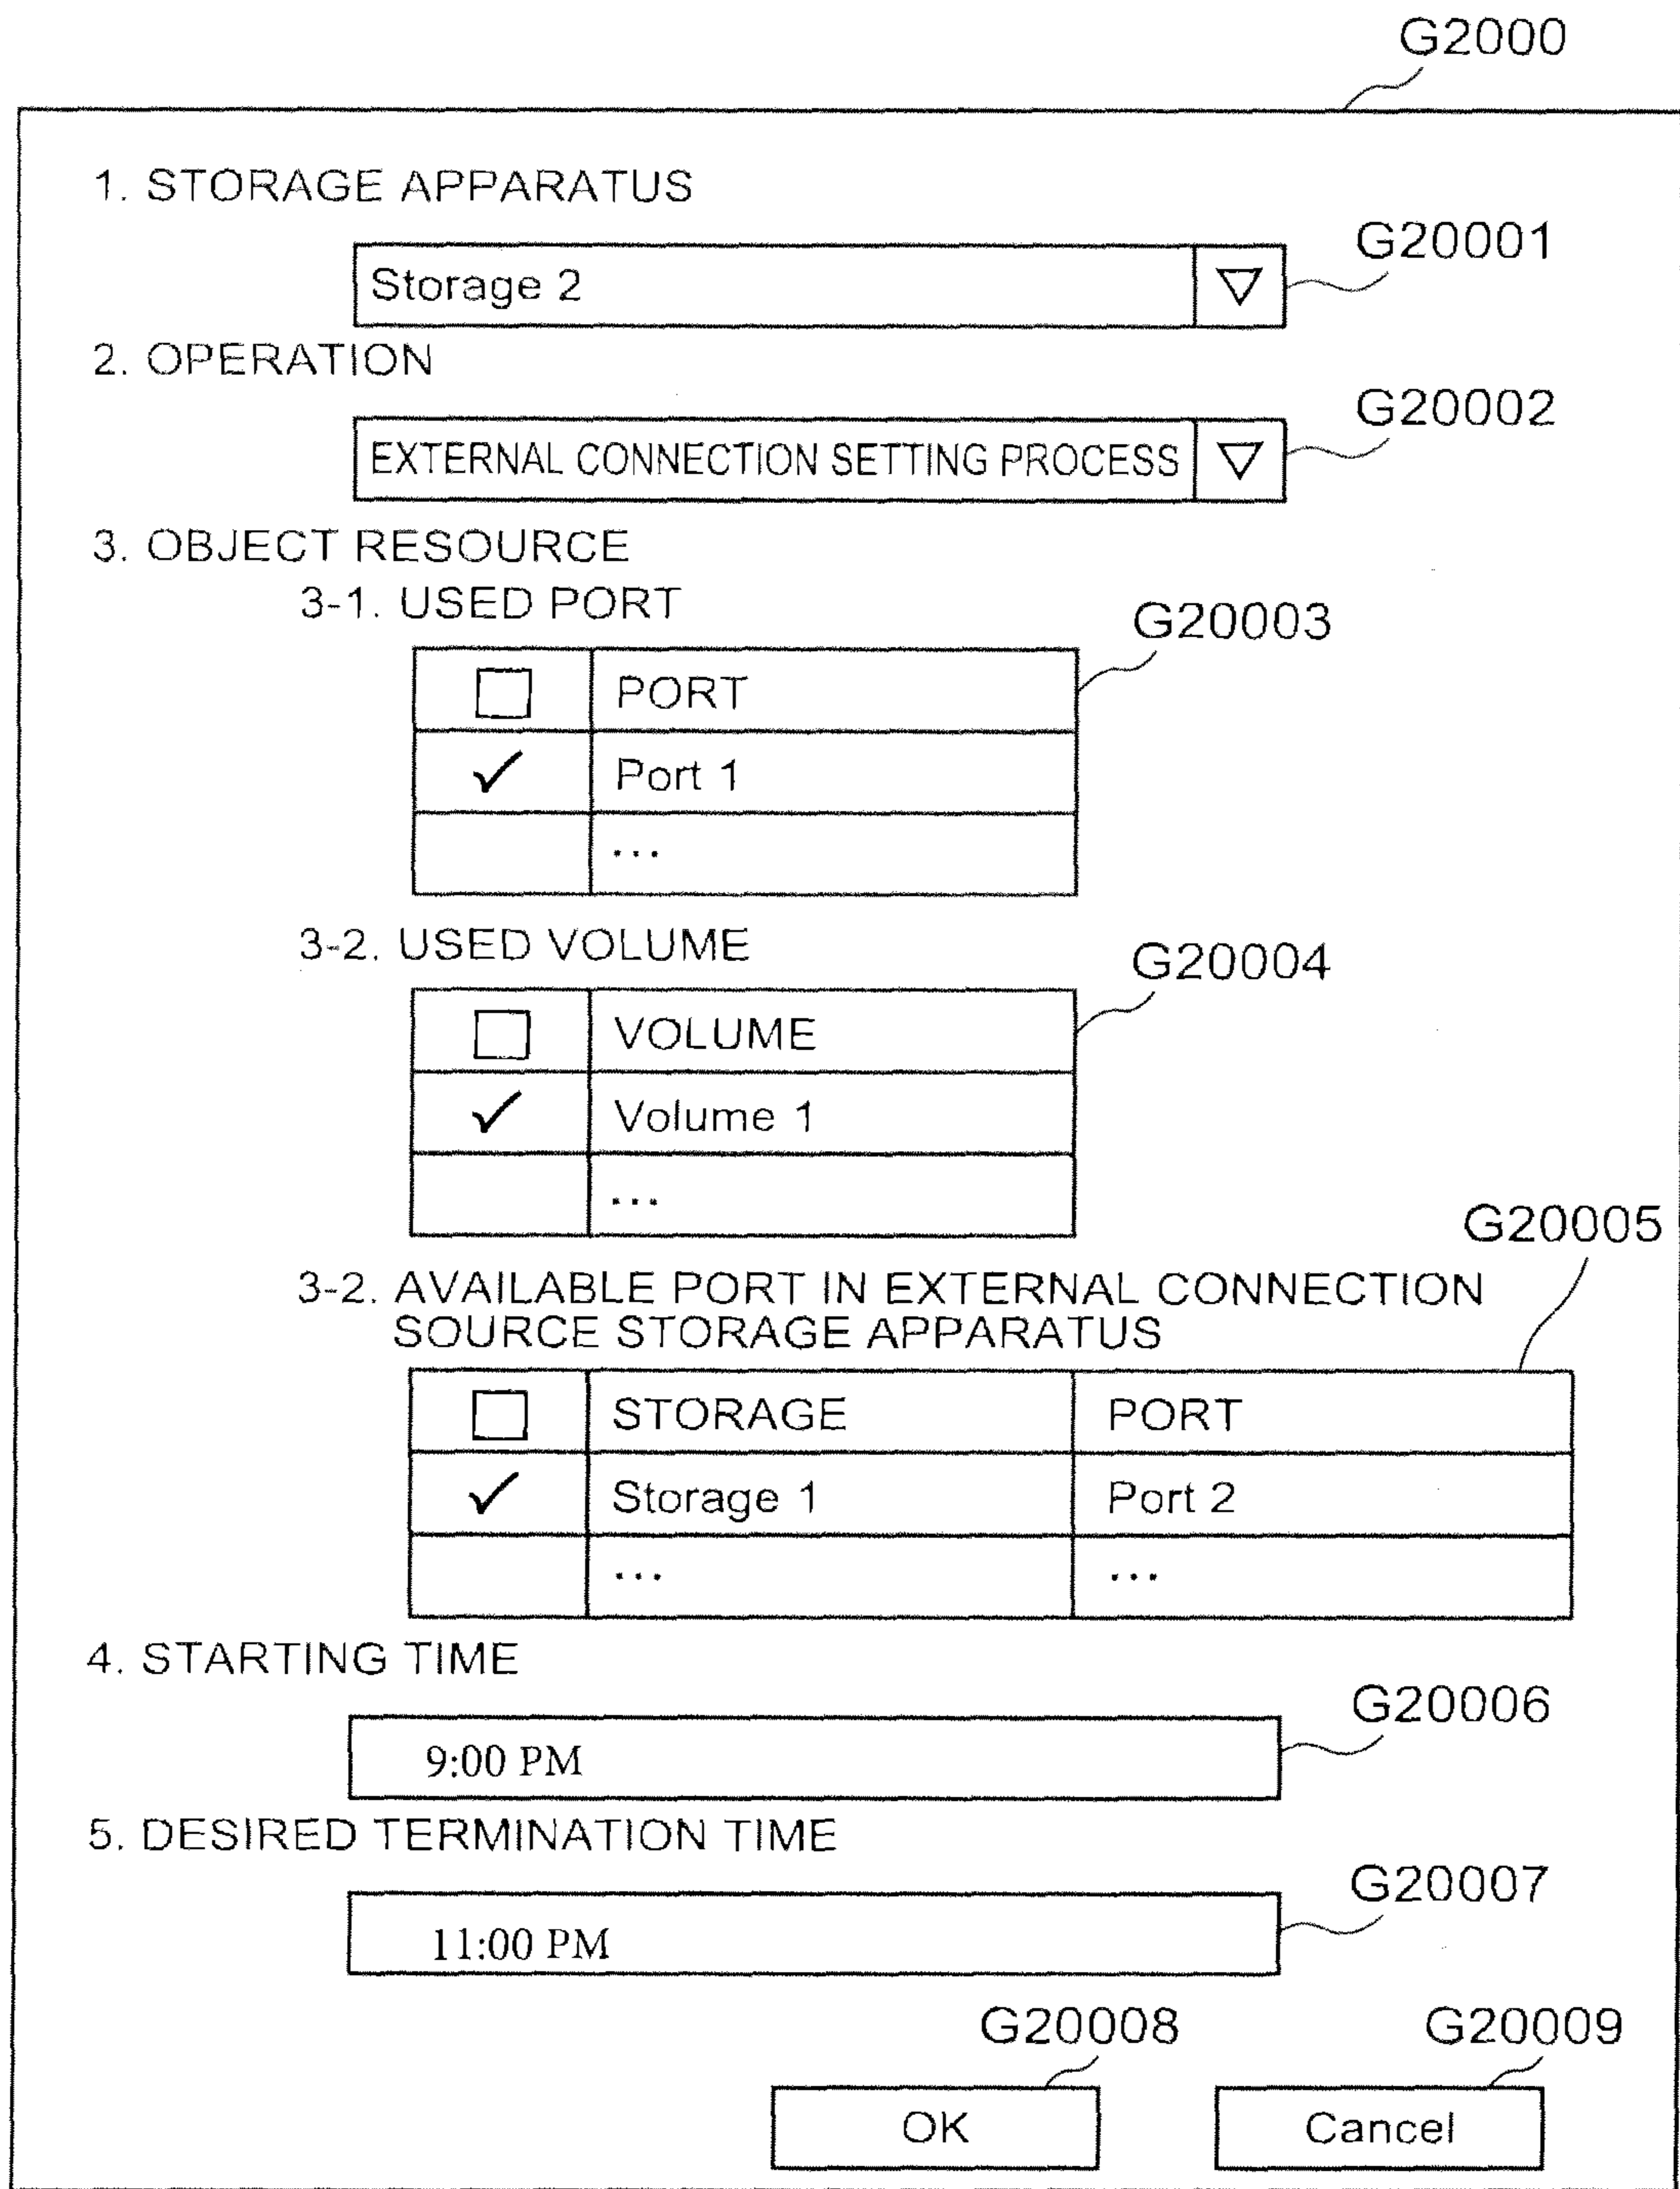 G2000
1. STORAGE APPARATUS
G20001
Storage 2
2. OPERATION
G20002
EXTERNAL CONNECTION SETTING PROCESS
3. OBJECT RESOURCE
3-1. USED PORT
G20003
PORT
Port 1
...
3-2. USED VOLUME
G20004
VOLUME
Volume 1
...
G20005
3-2. AVAILABLE PORT IN EXTERNAL CONNECTION
SOURCE STORAGE APPARATUS
STORAGE PORT
Storage 1 Port 2
... ...
4. STARTING TIME
G20006
9:00 PM
5. DESIRED TERMINATION TIME
G20007
11:00 PM
G20008 G20009
OK Cancel